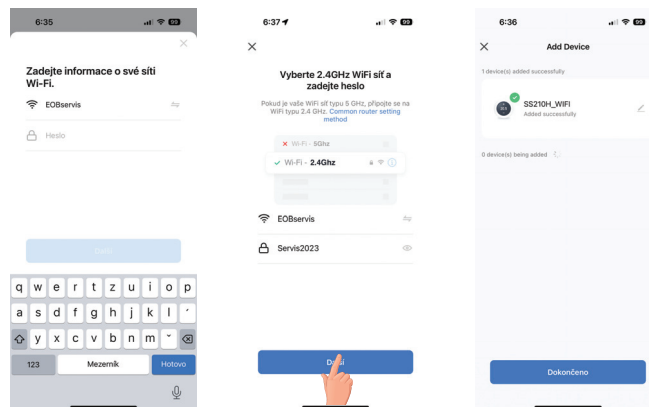 6:35
99
Zadejte informace o své síti
Wi-Fi.
EOBservis
Heslo
Další
q w e r t z u i o p
a s d f g h j k l ´
y x c v b n m ˇ
123 Mezerník Hotovo
6:37
99
Vyberte 2.4GHz WiFi síť a
zadejte heslo
Pokud je vaše WiFi síť typu 5 GHz, připojte se na
WiFi typu 2.4 GHz. Common router setting
method
Wi-Fi - 5Ghz
Wi-Fi - 2.4Ghz
EOBservis
Servis2023
Další
6:36
99
Add Device
1 device(s) added successfully
SS210H_WIFI
Added successfully
0 device(s) being added
Dokončeno